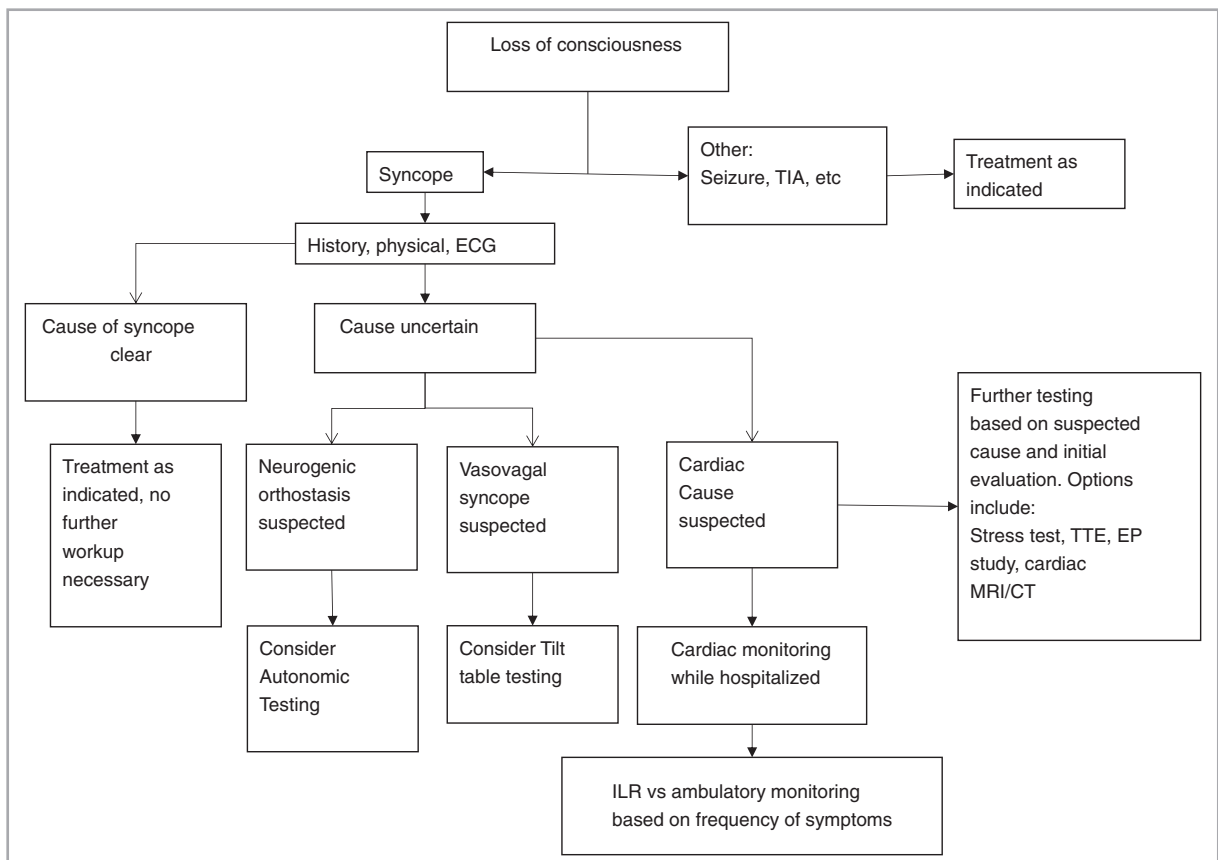 Loss of consciousness
Other:
Seizure, TIA, etc
Treatment as
indicated
Syncope
History, physical, ECG
Cause of syncope
clear
Cause uncertain
Treatment as
indicated, no
further
workup
necessary
Neurogenic
orthostasis
suspected
Vasovagal
syncope
suspected
Cardiac
Cause
suspected
Further testing
based on suspected
cause and initial
evaluation. Options
include:
Stress test, TTE, EP
study, cardiac
MRI/CT
Consider
Autonomic
Testing
Consider Tilt
table testing
Cardiac monitoring
while hospitalized
ILR vs ambulatory monitoring
based on frequency of symptoms